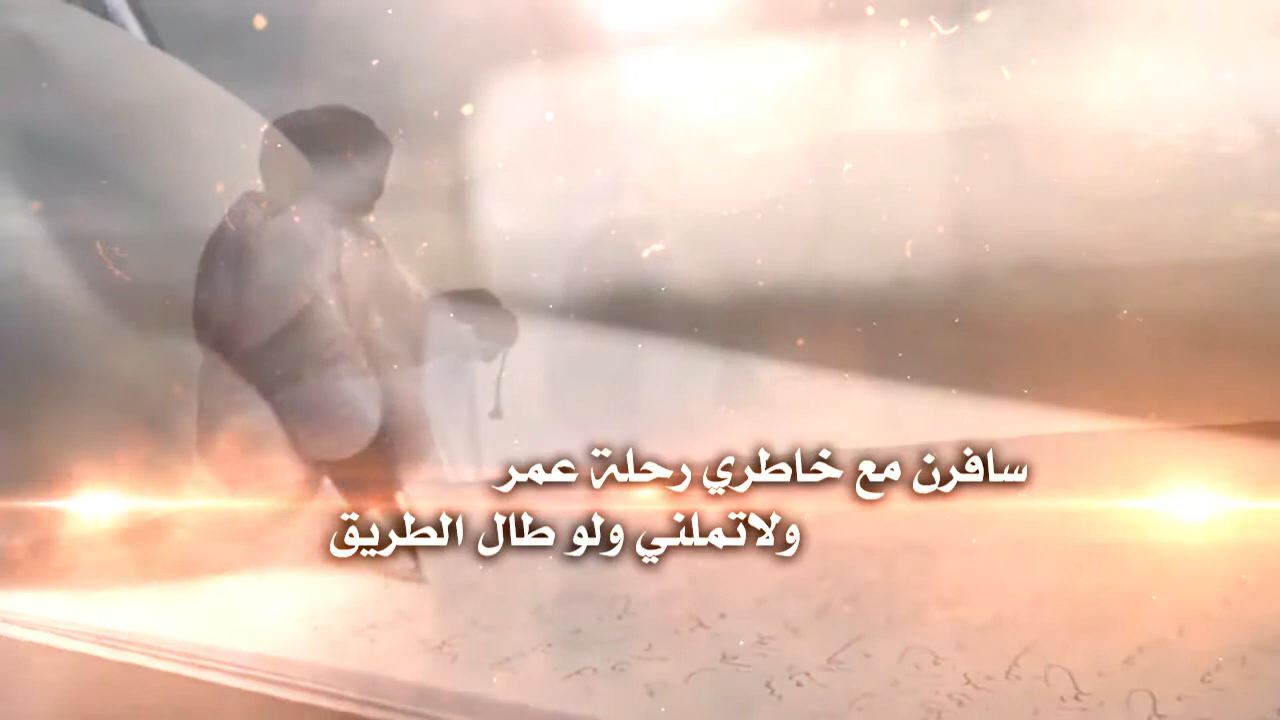 سافرن مع خاطري رحلة عمر
ولاتملني ولو طال الطريق